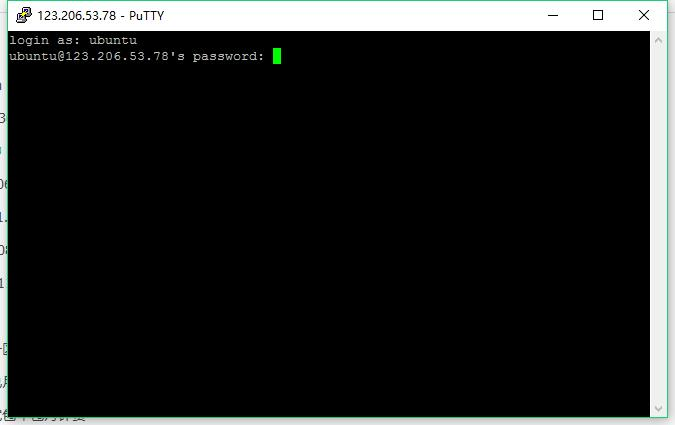 123.206.53.78 - PuTTY
login as: ubuntu
ubuntu@123.206.53.78's password: